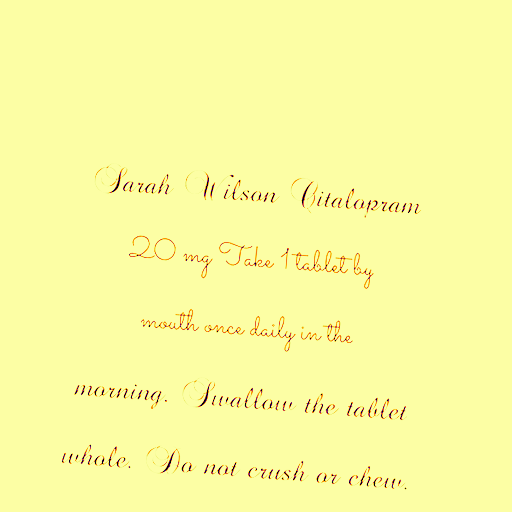 Sarah Wilson Citalopram
20 mg Take 1 tablet by
mouth once daily in the
morning. Swallow the tablet
whole. Do not crush or chew.